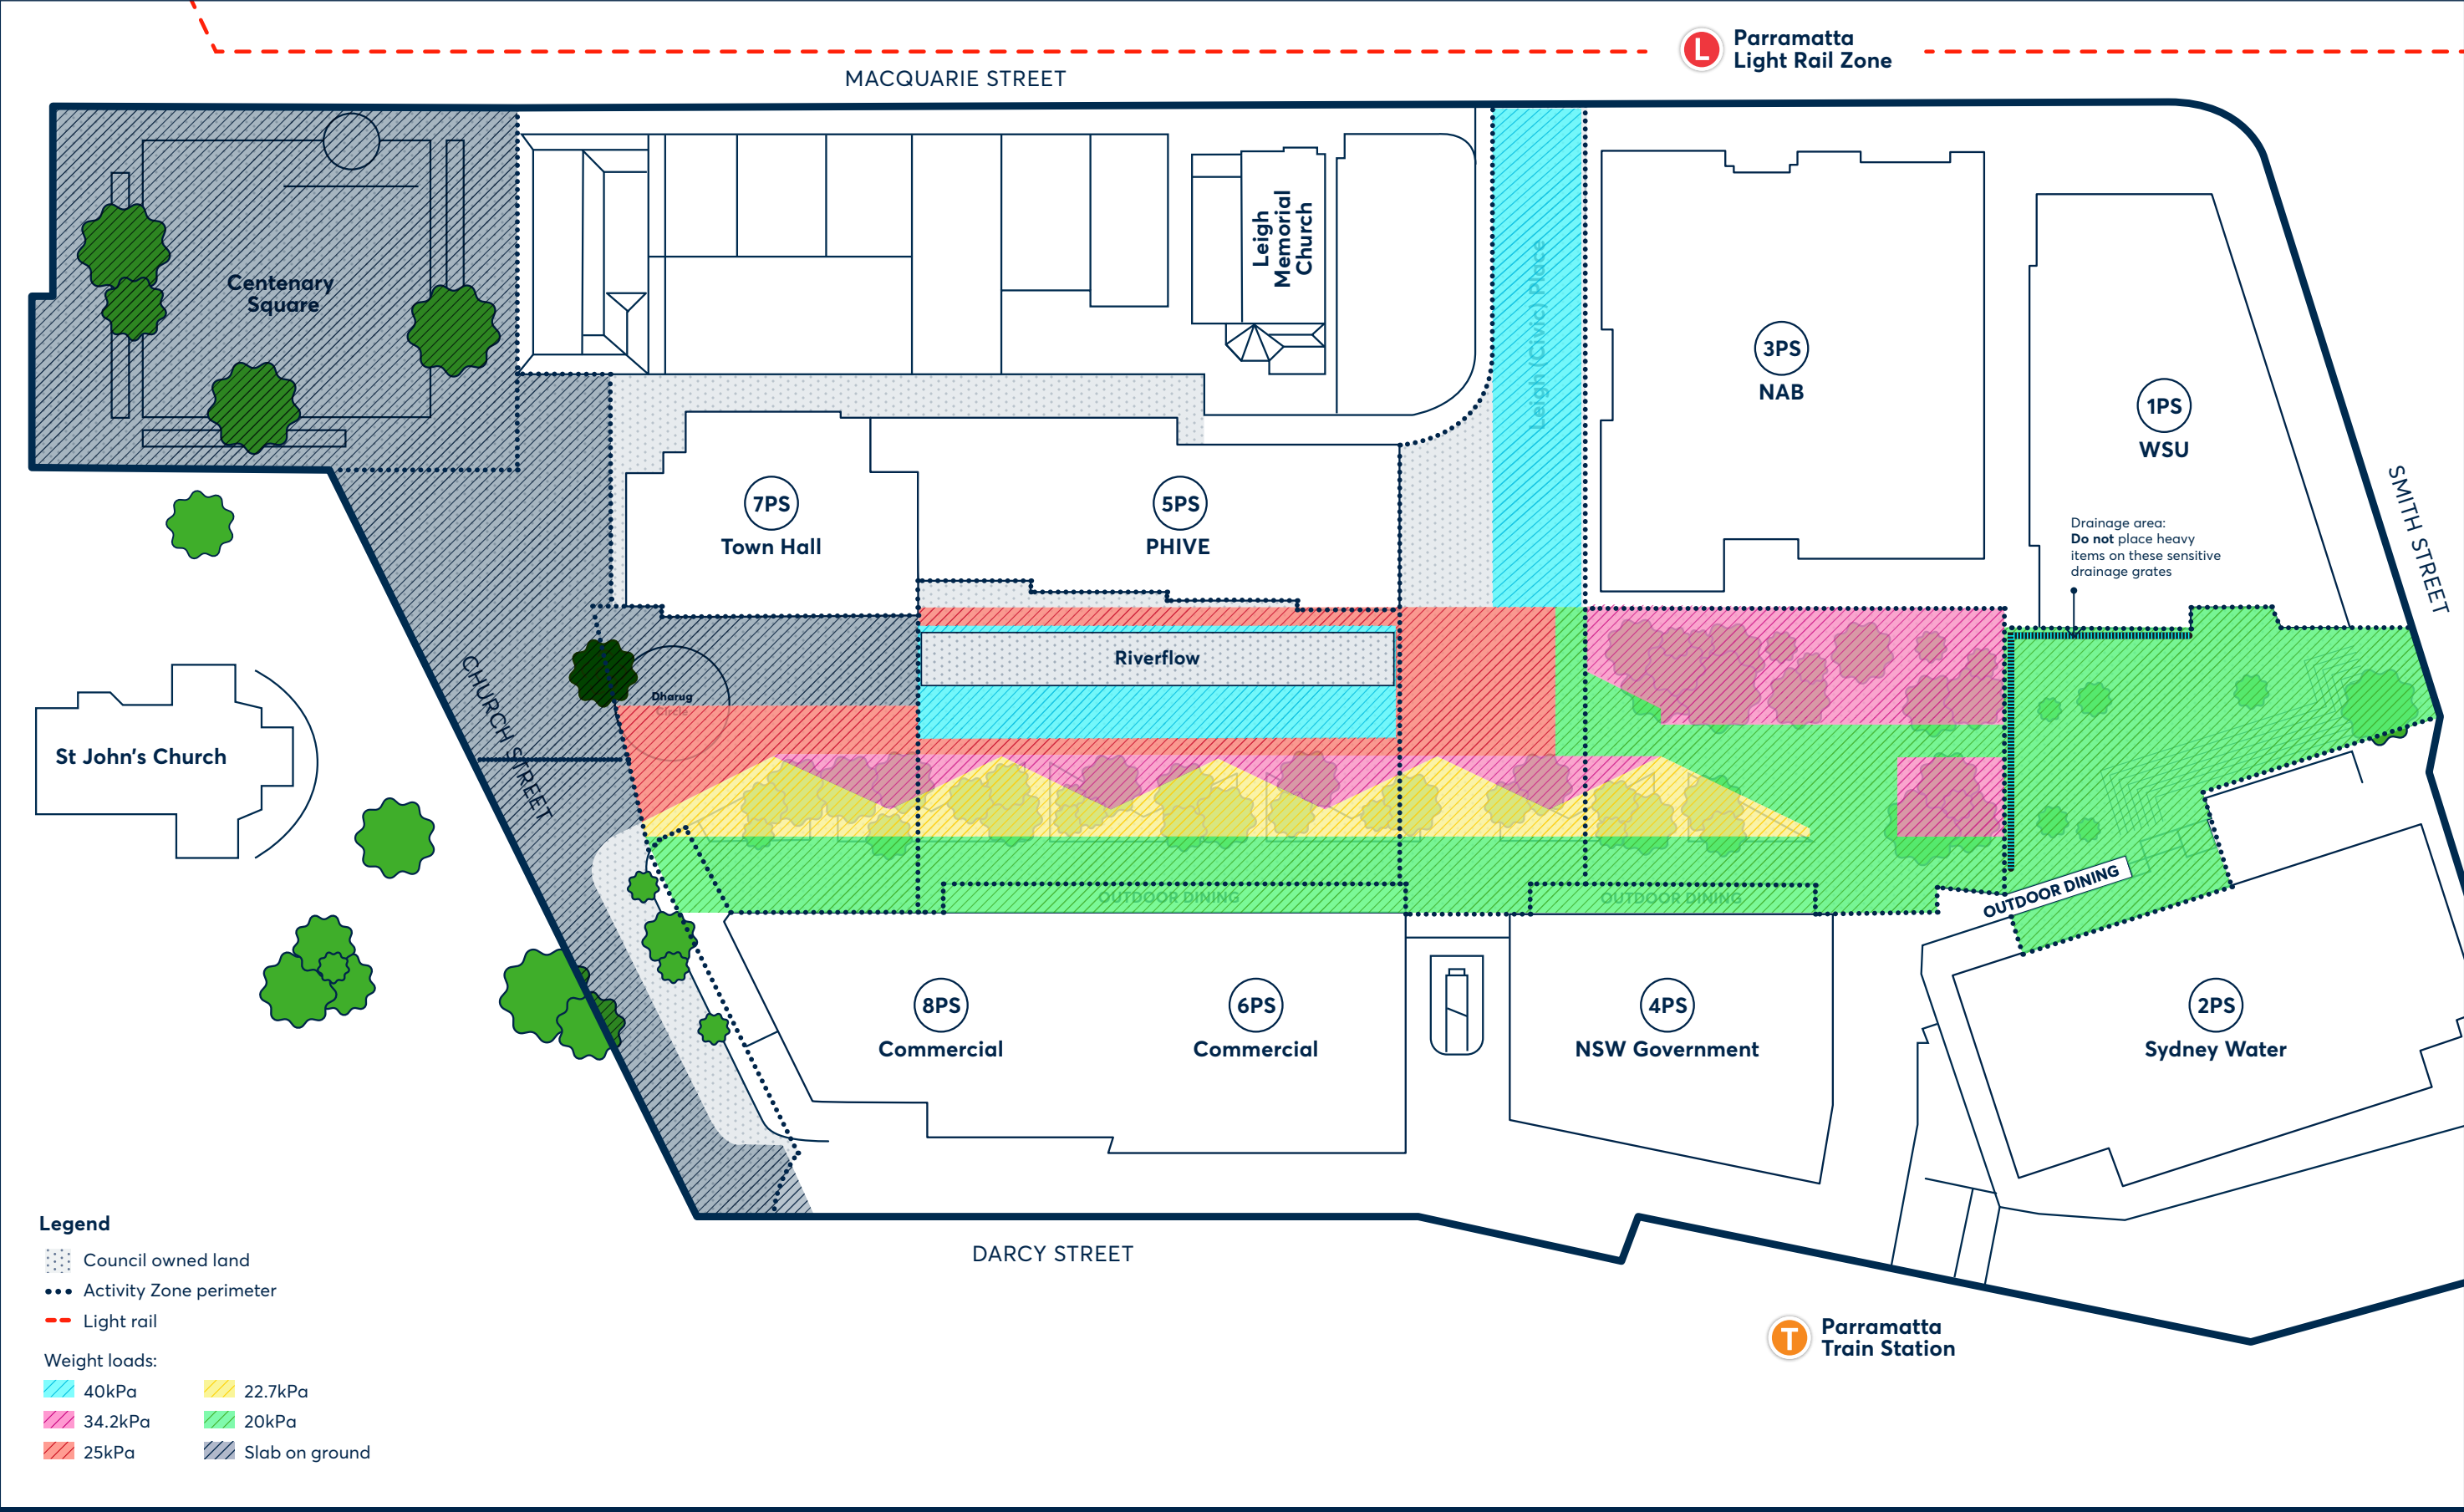 L
Parramatta
Light Rail Zone
MACQUARIE STREET
Leigh
Memorial
Church
Leigh (Civic) Place
Centenary
Square
3PS
NAB
1PS
WSU
SMITH STREET
7PS
Town Hall
5PS
PHIVE
Drainage area:
Do not place heavy
items on these sensitive
drainage grates
Riverflow
Dharug
Circle
CHURCH STREET
St John's Church
OUTDOOR DINING
OUTDOOR DINING
OUTDOOR DINING
8PS
Commercial
6PS
Commercial
4PS
NSW Government
2PS
Sydney Water
DARCY STREET
T
Parramatta
Train Station
Legend
Council owned land
Activity Zone perimeter
Light rail
Weight loads:
40kPa
22.7kPa
34.2kPa
20kPa
25kPa
Slab on ground